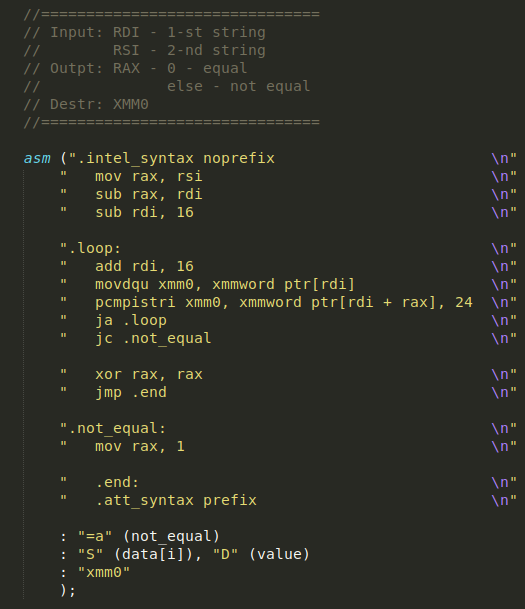 //===============================
// Input: RDI - 1-st string
//        RSI - 2-nd string
// Outpt: RAX - 0 - equal
//              else - not equal
// Destr: XMM0
//===============================
asm (".intel_syntax noprefix                        \n"
    "   mov rax, rsi                                \n"
    "   sub rax, rdi                                \n"
    "   sub rdi, 16                                 \n"
    ".loop:                                         \n"
    "   add rdi, 16                                 \n"
    "   movdqu xmm0, xmmword ptr[rdi]               \n"
    "   pcmpistri xmm0, xmmword ptr[rdi + rax], 24  \n"
    "   ja .loop                                    \n"
    "   jc .not_equal                               \n"
    "   xor rax, rax                                \n"
    "   jmp .end                                    \n"
    ".not_equal:                                    \n"
    "   mov rax, 1                                  \n"
    "   .end:                                       \n"
    "   .att_syntax prefix                          \n"
    : "=a" (not_equal)
    : "S" (data[i]), "D" (value)
    : "xmm0"
    );